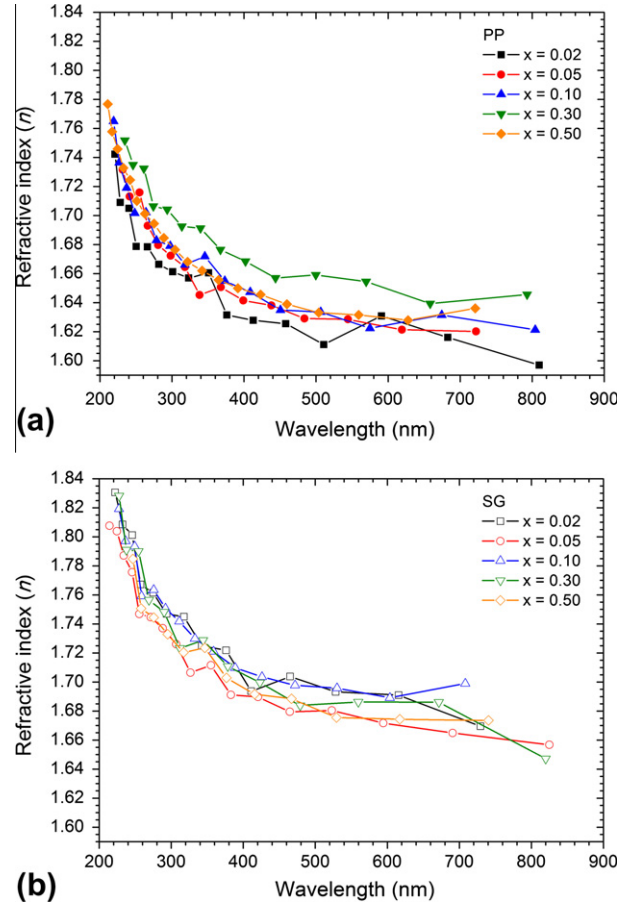 1.84
1.82
1.80
1.78
1.76
1.74
1.72
1.70
1.68
1.66
1.64
1.62
1.60
Refractive index (n)
PP
x = 0.02
x = 0.05
x = 0.10
x = 0.30
x = 0.50
200 300 400 500 600 700 800 900
Wavelength (nm)
(a)
1.84
1.82
1.80
1.78
1.76
1.74
1.72
1.70
1.68
1.66
1.64
1.62
1.60
Refractive index (n)
SG
x = 0.02
x = 0.05
x = 0.10
x = 0.30
x = 0.50
200 300 400 500 600 700 800 900
Wavelength (nm)
(b)